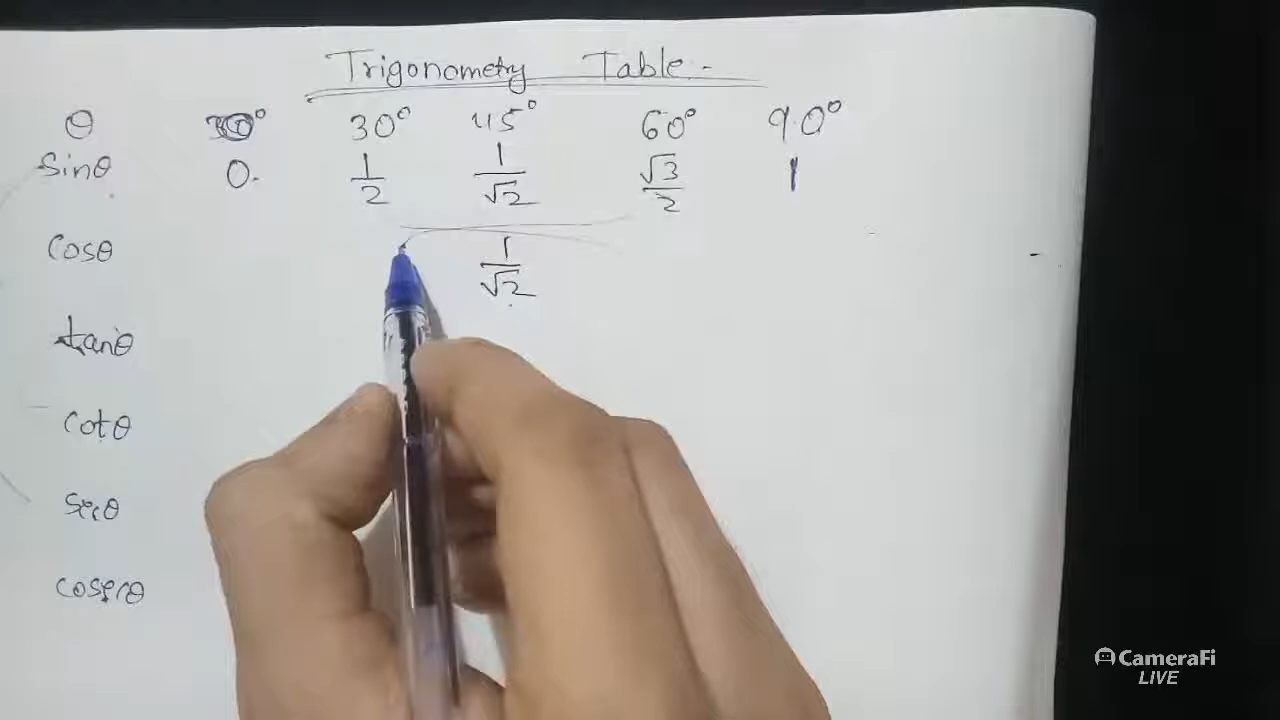 Trigonometry Table:-
θ 0° 30° 45° 60° 90°
Sinθ 0. 1/2 1/√2 √3/2 1
Cosθ 1/√2
tanθ
Cotθ
Secθ
Cosecθ
CameraFi
LIVE